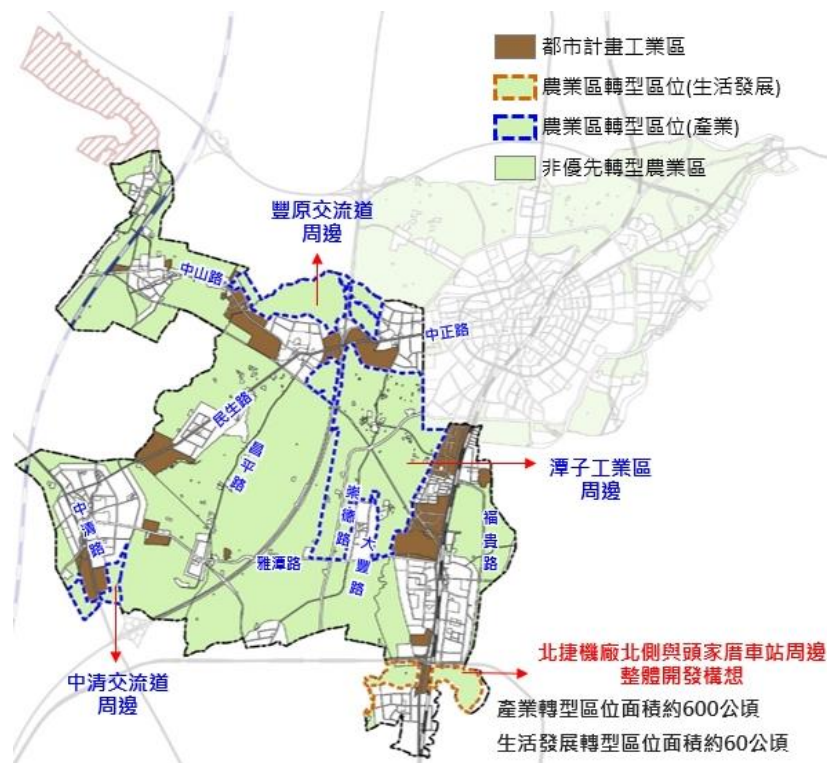 都市計畫工業區
農業區轉型區位(生活發展)
農業區轉型區位(產業)
非優先轉型農業區
豐原交流道
周邊
中山路
中正路
民生路
昌平路
潭子工業區
周邊
中清路
崇德路
大豐路
福貴路
雅潭路
中清交流道
周邊
北捷機廠北側與頭家厝車站周邊
整體開發構想
產業轉型區位面積約600公頃
生活發展轉型區位面積約60公頃